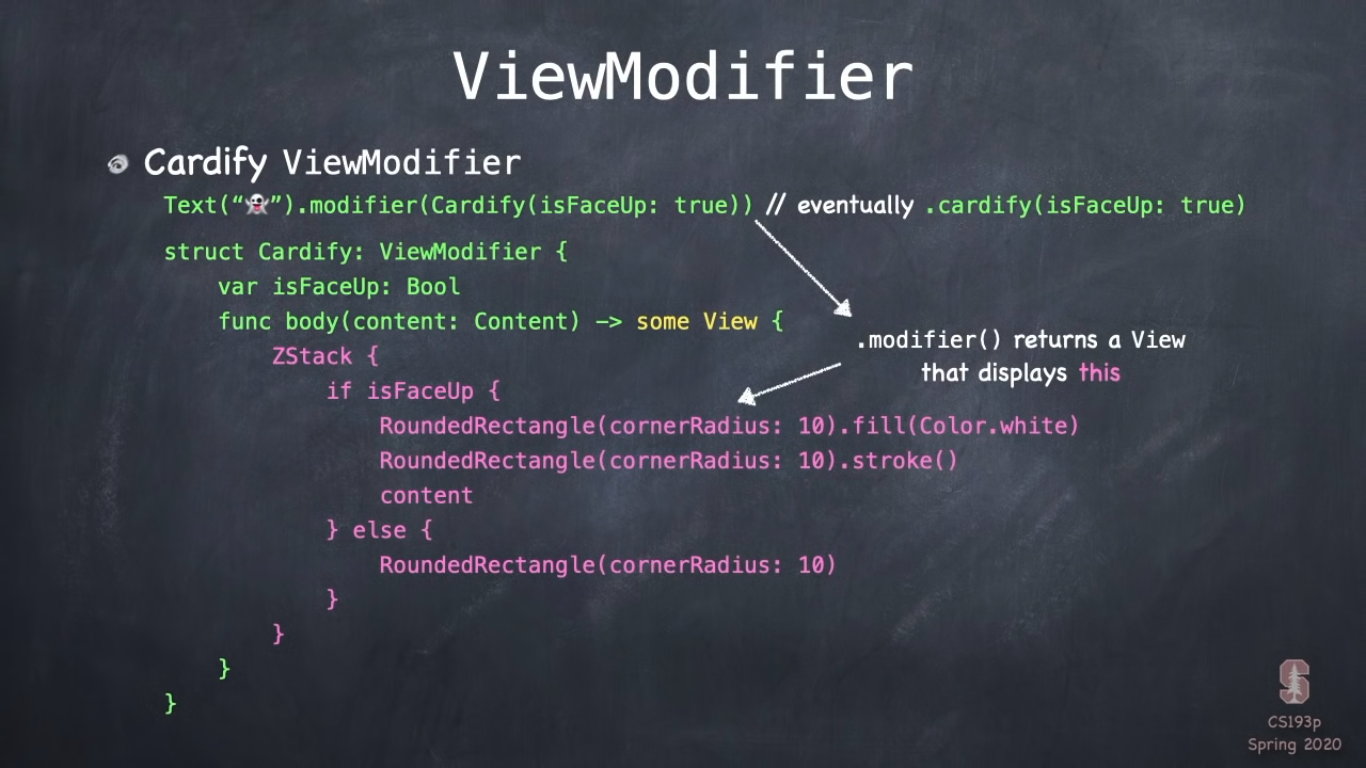 ViewModifier
Cardify ViewModifier
Text(“👻”).modifier(Cardify(isFaceUp: true)) // eventually .cardify(isFaceUp: true)
struct Cardify: ViewModifier {
var isFaceUp: Bool
func body(content: Content) -> some View {
.modifier() returns a View
that displays this
ZStack {
if isFaceUp {
RoundedRectangle(cornerRadius: 10).fill(Color.white)
RoundedRectangle(cornerRadius: 10).stroke()
content
} else {
RoundedRectangle(cornerRadius: 10)
}
}
}
}
S
CS193p
Spring 2020